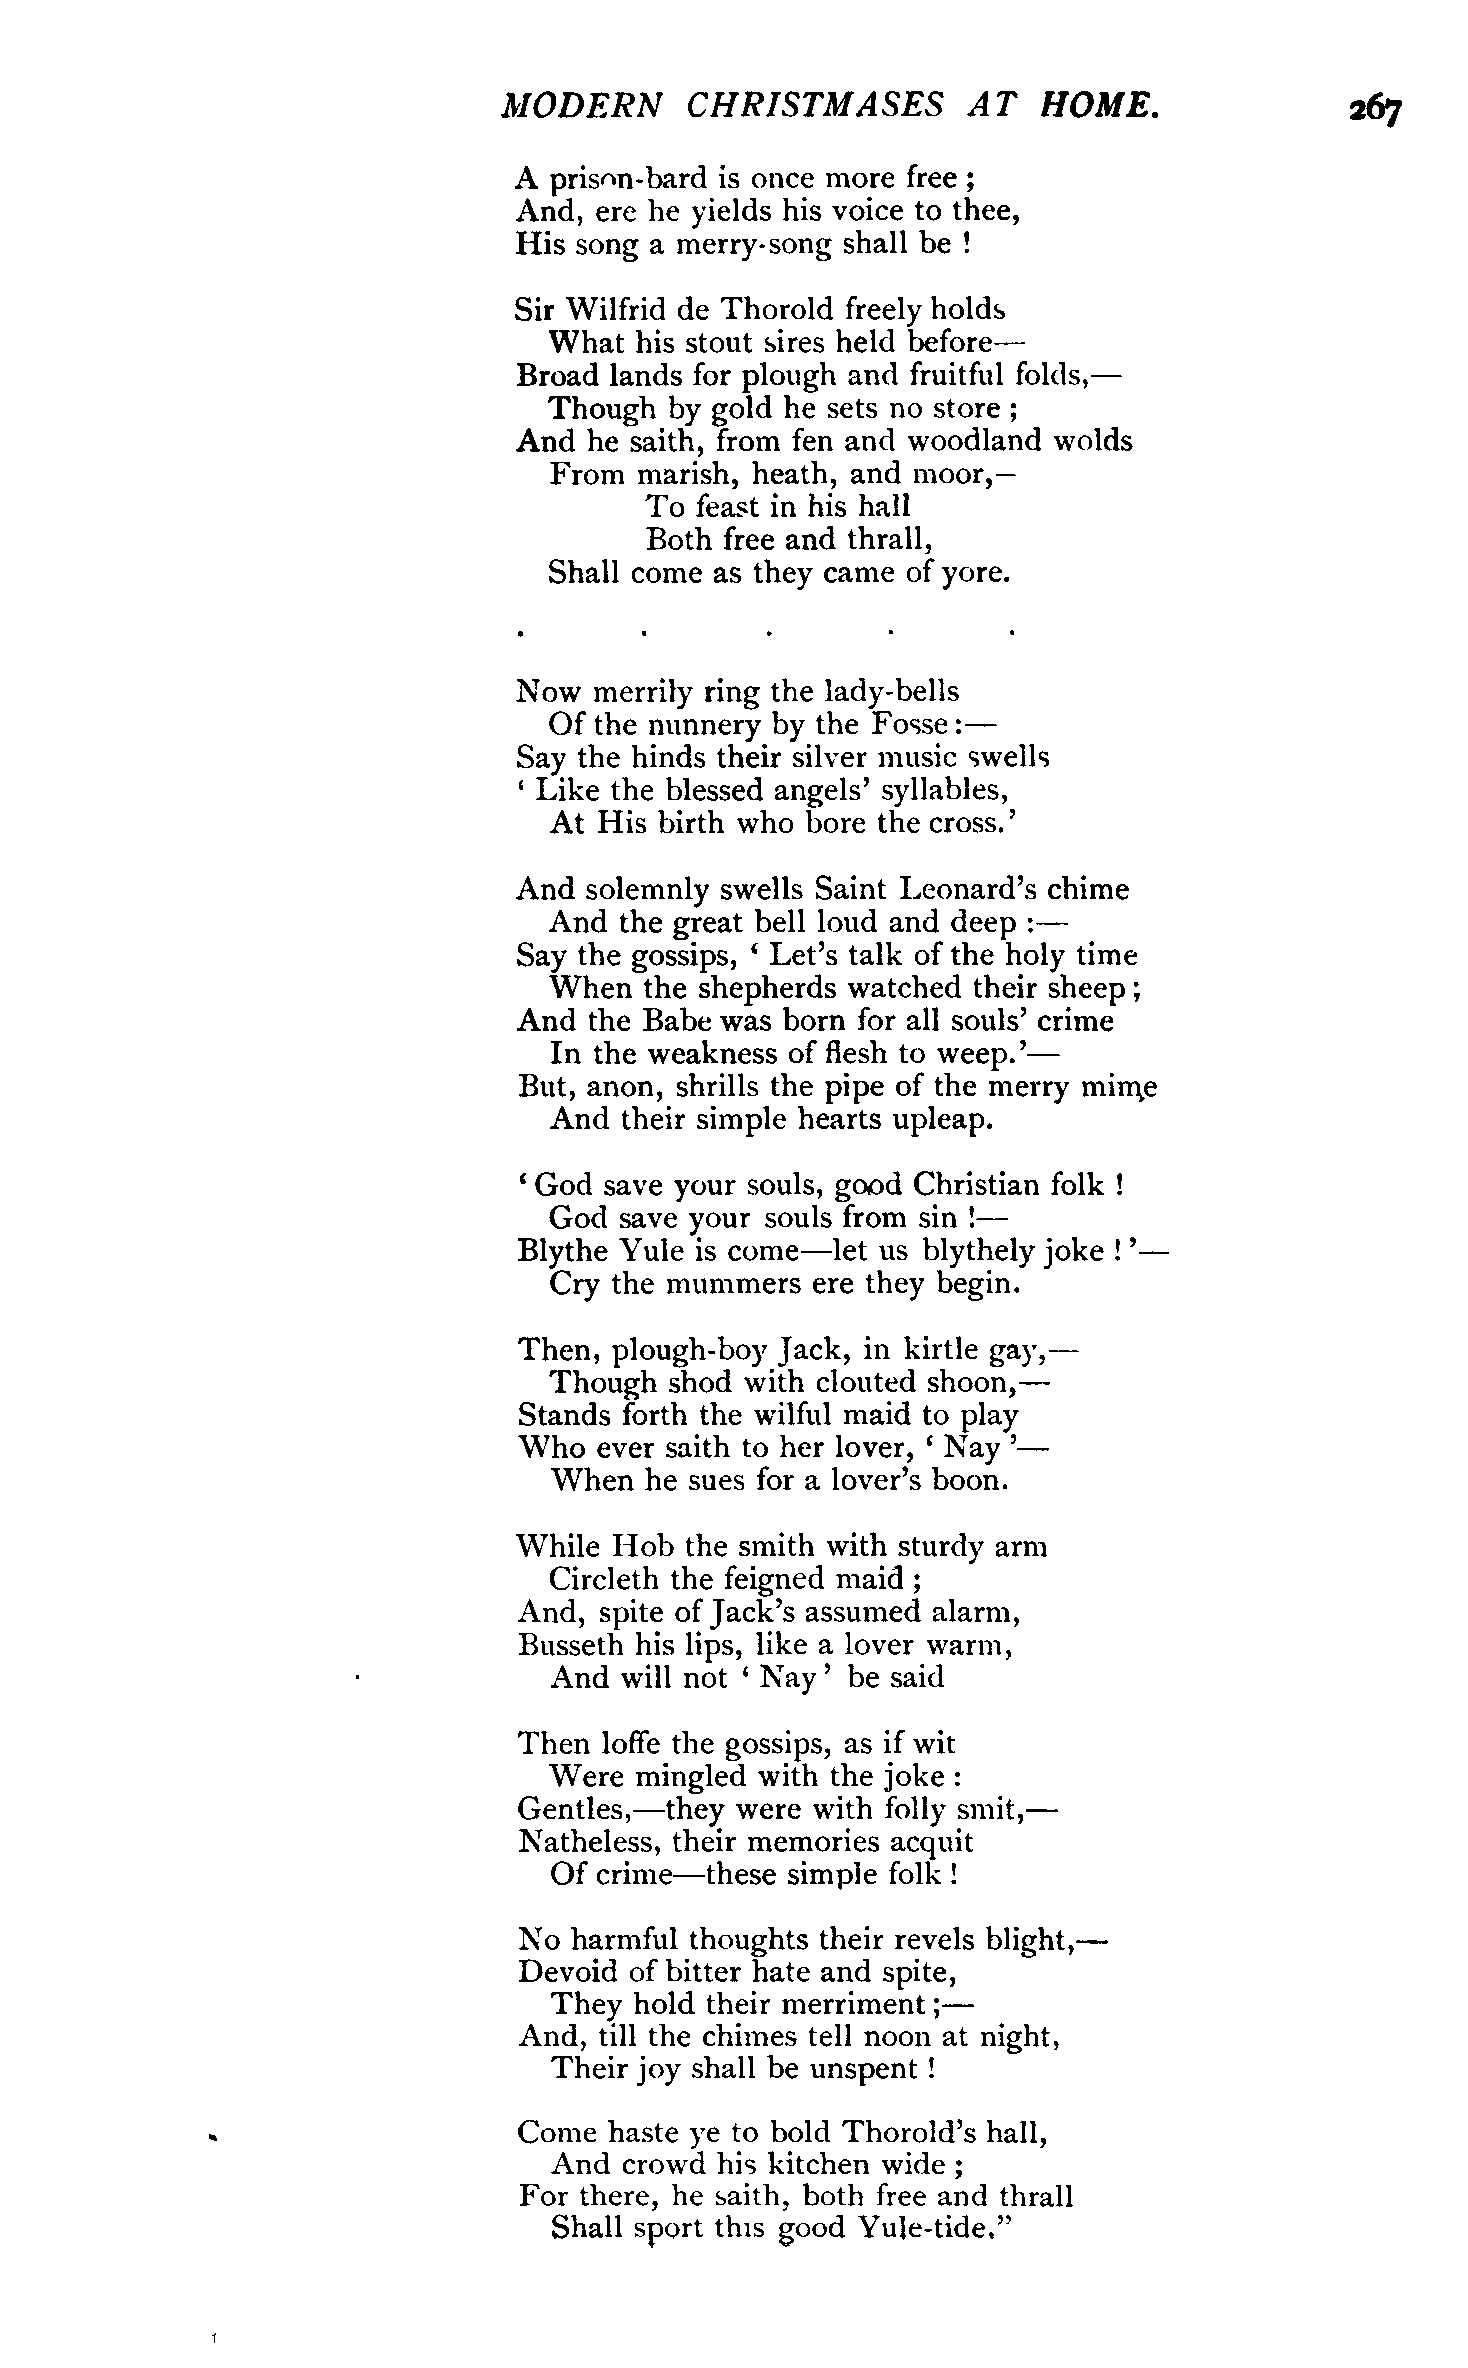 MODERN CHRISTMASES AT HOME. 267
A prison-bard is once more free ;
And, ere he yields his voice to thee,
His song a merry-song shall be !
Sir Wilfrid de Thorold freely holds
What his stout sires held before—
Broad lands for plough and fruitful folds,—
Though by gold he sets no store ;
And he saith, from fen and woodland wolds
From marish, heath, and moor,—
To feast in his hall
Both free and thrall,
Shall come as they came of yore.
. . . . .
Now merrily ring the lady-bells
Of the nunnery by the Fosse :—
Say the hinds their silver music swells
‘ Like the blessed angels’ syllables,
At His birth who bore the cross.’
And solemnly swells Saint Leonard’s chime
And the great bell loud and deep :—
Say the gossips, ‘ Let’s talk of the holy time
When the shepherds watched their sheep ;
And the Babe was born for all souls’ crime
In the weakness of flesh to weep.’—
But, anon, shrills the pipe of the merry mime
And their simple hearts upleap.
‘ God save your souls, good Christian folk !
God save your souls from sin !—
Blythe Yule is come—let us blythely joke ! ’—
Cry the mummers ere they begin.
Then, plough-boy Jack, in kirtle gay,—
Though shod with clouted shoon,—
Stands forth the wilful maid to play
Who ever saith to her lover, ‘ Nay ’—
When he sues for a lover’s boon.
While Hob the smith with sturdy arm
Circleth the feigned maid ;
And, spite of Jack’s assumed alarm,
Busseth his lips, like a lover warm,
And will not ‘ Nay ’ be said
Then loffe the gossips, as if wit
Were mingled with the joke :
Gentles,—they were with folly smit,—
Natheless, their memories acquit
Of crime—these simple folk !
No harmful thoughts their revels blight,—
Devoid of bitter hate and spite,
They hold their merriment ;—
And, till the chimes tell noon at night,
Their joy shall be unspent !
Come haste ye to bold Thorold’s hall,
And crowd his kitchen wide ;
For there, he saith, both free and thrall
Shall sport this good Yule-tide.”